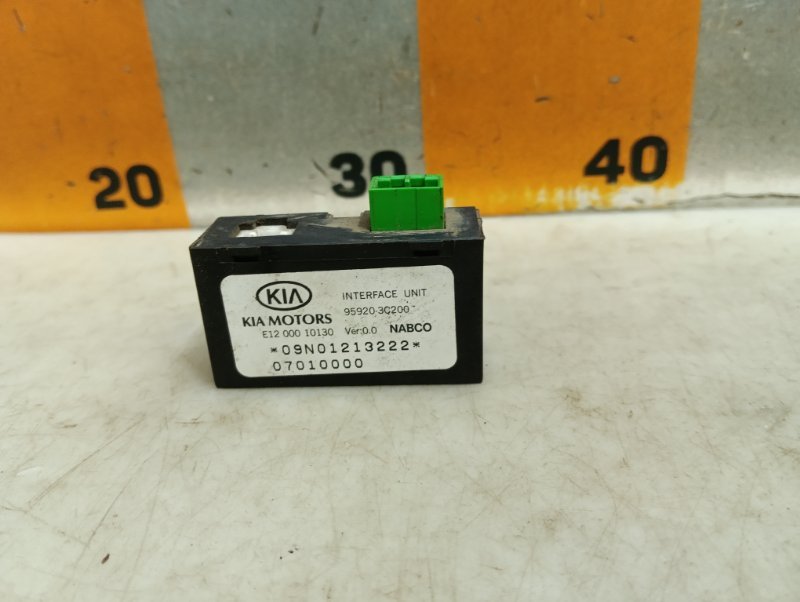 20 30 40
KIA INTERFACE UNIT
KIA MOTORS 95920-3C200
E12 000 10130 Ver:0.0 NABCO
*09N01213222*
07010000